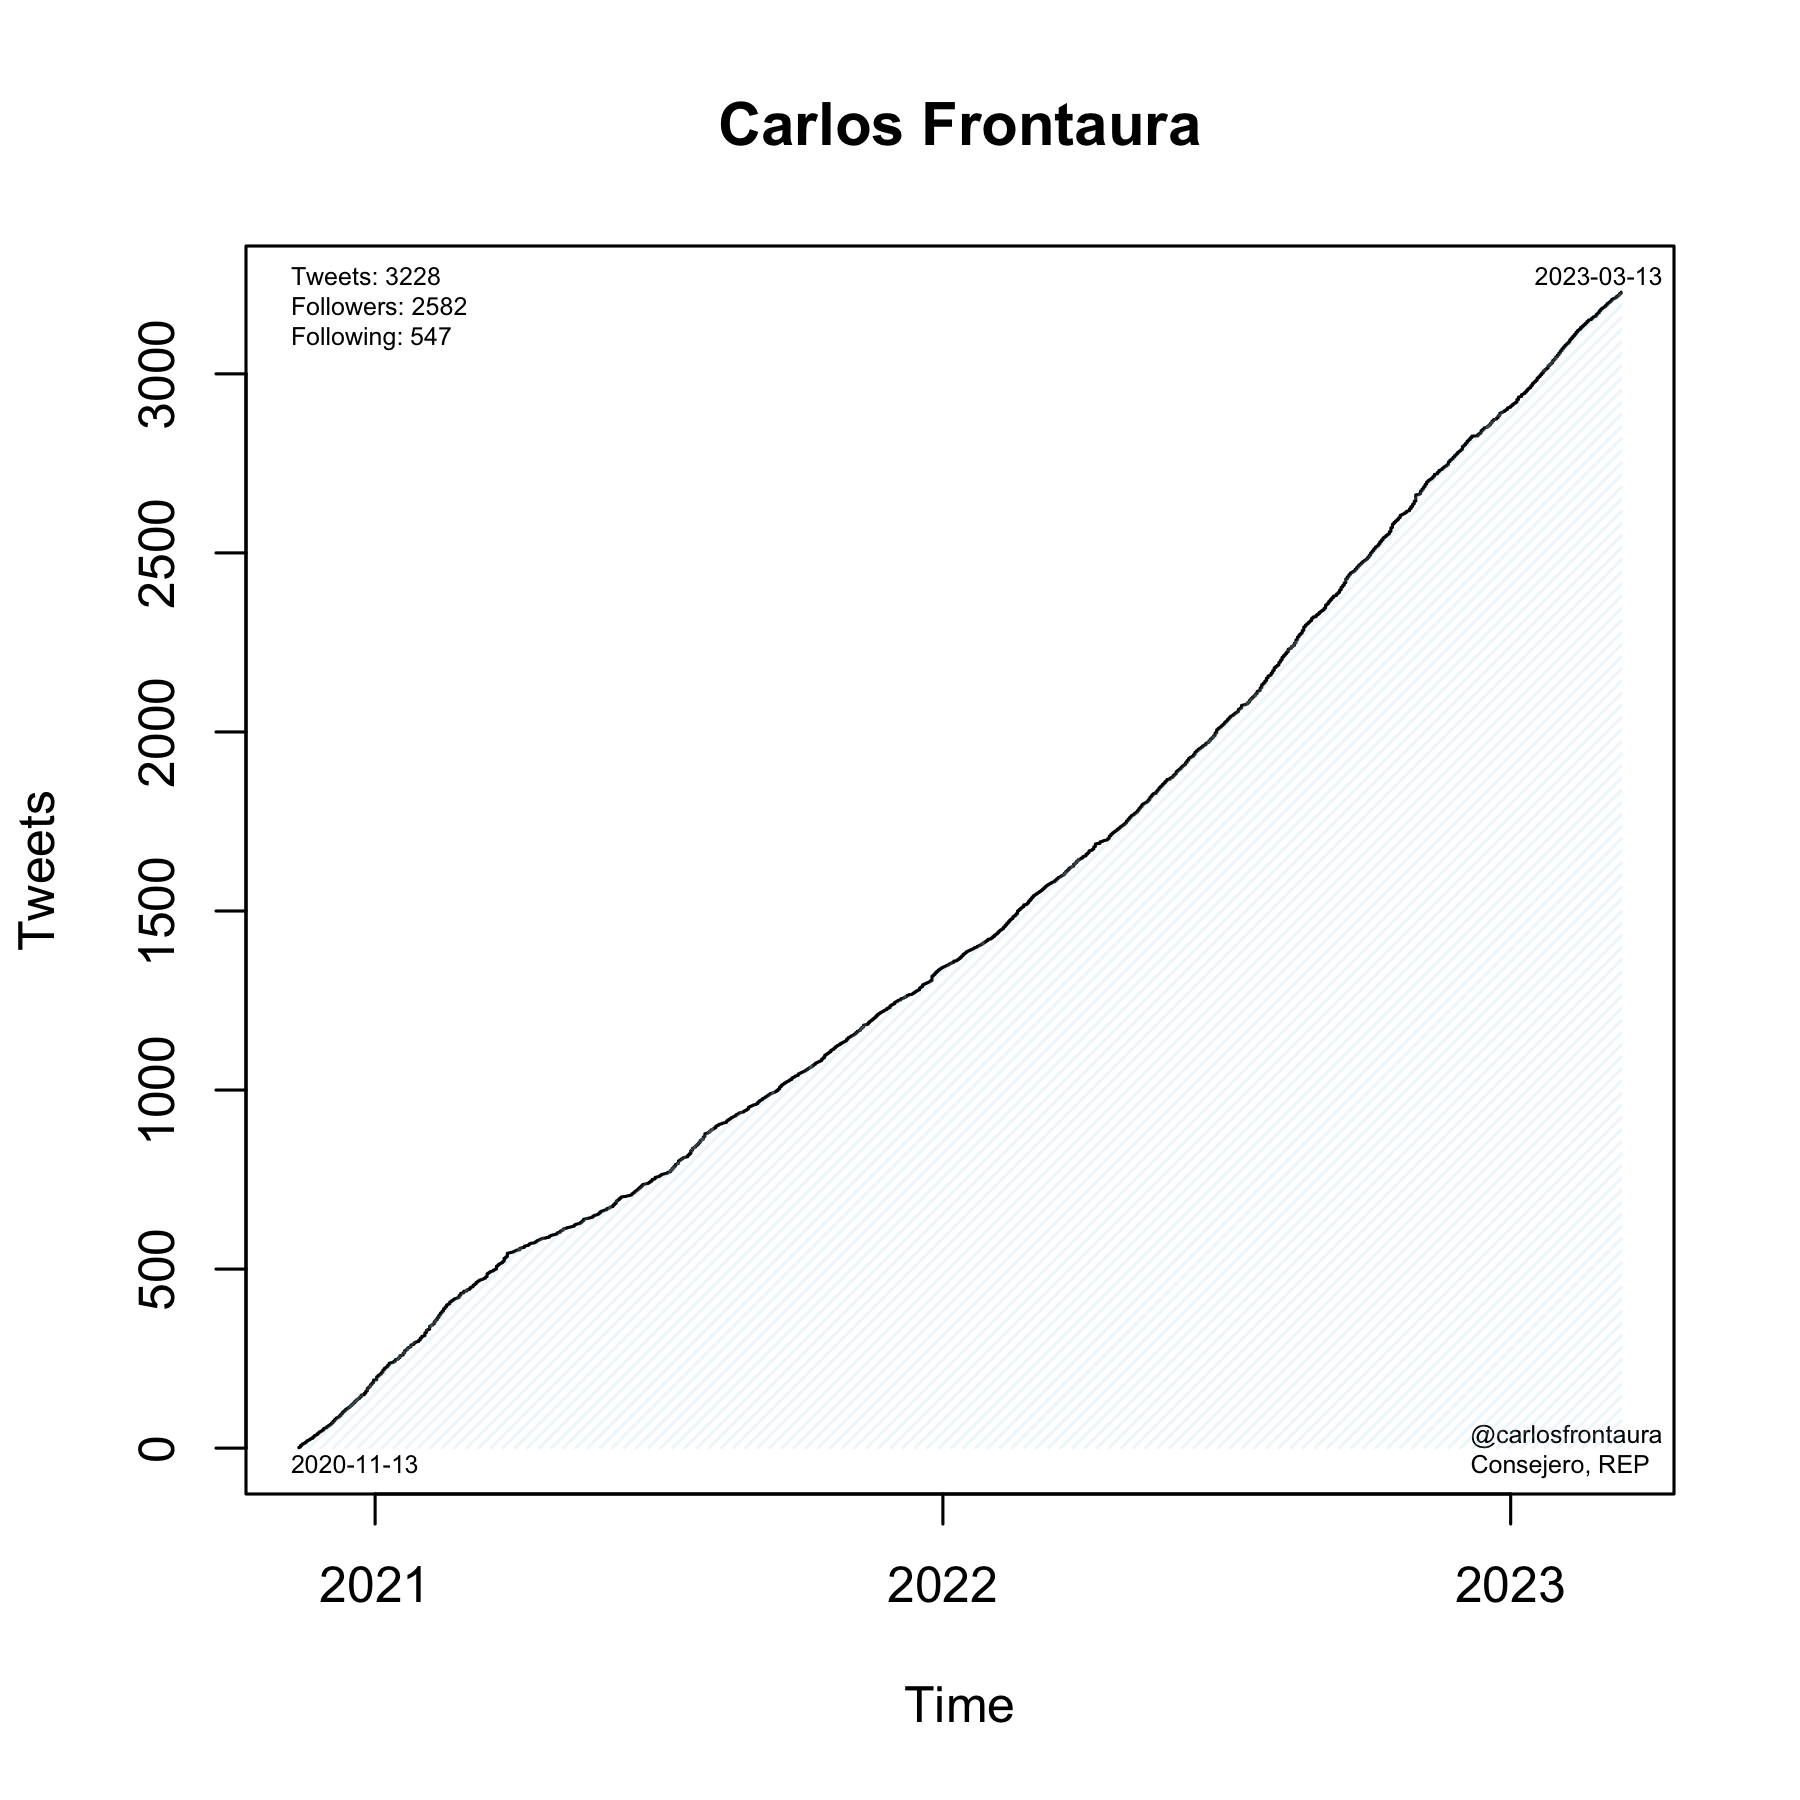 Carlos Frontaura
Tweets: 3228
Followers: 2582
Following: 547
2023-03-13
3000
2500
2000
1500
1000
500
0
Tweets
2020-11-13
@carlosfrontaura
Consejero, REP
2021
2022
2023
Time